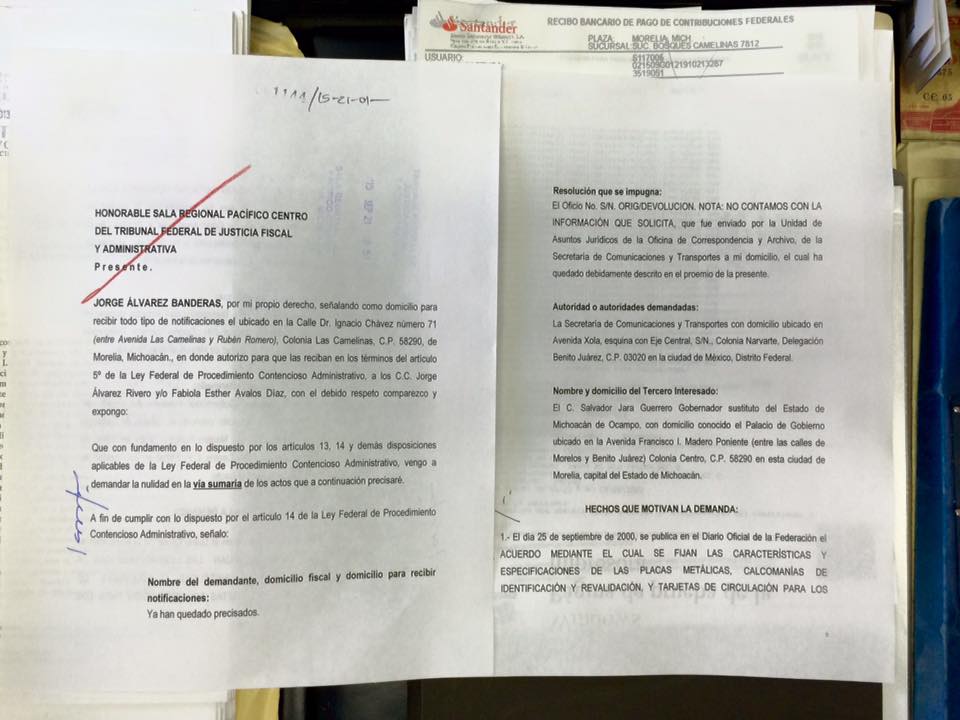 Santander
RECIBO BANCARIO DE PAGO DE CONTRIBUCIONES FEDERALES
PLAZA: MORELIA, MICH
SUCURSAL: SUC. BOSQUES CAMELINAS 7812
USUARIO:
6117006
02150900121910213267
3519051
1144/15-21-01-
HONORABLE SALA REGIONAL PACÍFICO CENTRO
DEL TRIBUNAL FEDERAL DE JUSTICIA FISCAL
Y ADMINISTRATIVA
Presente.
JORGE ÁLVAREZ BANDERAS, por mi propio derecho, señalando como domicilio para
recibir todo tipo de notificaciones el ubicado en la Calle Dr. Ignacio Chávez número 71
(entre Avenida Las Camelinas y Rubén Romero), Colonia Las Camelinas, C.P. 58290, de
Morelia, Michoacán., en donde autorizo para que las reciban en los términos del artículo
5º de la Ley Federal de Procedimiento Contencioso Administrativo, a los C.C. Jorge
Álvarez Rivero y/o Fabiola Esther Avalos Díaz, con el debido respeto comparezco y
expongo:
Que con fundamento en lo dispuesto por los artículos 13, 14 y demás disposiciones
aplicables de la Ley Federal de Procedimiento Contencioso Administrativo, vengo a
demandar la nulidad en la vía sumaria de los actos que a continuación precisaré.
A fin de cumplir con lo dispuesto por el artículo 14 de la Ley Federal de Procedimiento
Contencioso Administrativo, señalo:
Nombre del demandante, domicilio fiscal y domicilio para recibir
notificaciones:
Ya han quedado precisados.
Resolución que se impugna:
El Oficio No. S/N. ORIG/DEVOLUCION. NOTA: NO CONTAMOS CON LA
INFORMACIÓN QUE SOLICITA, que fue enviado por la Unidad de
Asuntos Jurídicos de la Oficina de Correspondencia y Archivo, de la
Secretaria de Comunicaciones y Transportes a mi domicilio, el cual ha
quedado debidamente descrito en el proemio de la presente.
Autoridad o autoridades demandadas:
La Secretaria de Comunicaciones y Transportes con domicilio ubicado en
Avenida Xola, esquina con Eje Central, S/N., Colonia Narvarte, Delegación
Benito Juárez, C.P. 03020 en la ciudad de México, Distrito Federal.
Nombre y domicilio del Tercero Interesado:
El C. Salvador Jara Guerrero Gobernador sustituto del Estado de
Michoacán de Ocampo, con domicilio conocido el Palacio de Gobierno
ubicado en la Avenida Francisco I. Madero Poniente (entre las calles de
Morelos y Benito Juárez) Colonia Centro, C.P. 58290 en esta ciudad de
Morelia, capital del Estado de Michoacán.
HECHOS QUE MOTIVAN LA DEMANDA:
1.- El día 25 de septiembre de 2000, se publica en el Diario Oficial de la Federación el
ACUERDO MEDIANTE EL CUAL SE FIJAN LAS CARACTERÍSTICAS Y
ESPECIFICACIONES DE LAS PLACAS METÁLICAS, CALCOMANÍAS DE
IDENTIFICACIÓN Y REVALIDACIÓN, Y TARJETAS DE CIRCULACIÓN PARA LOS